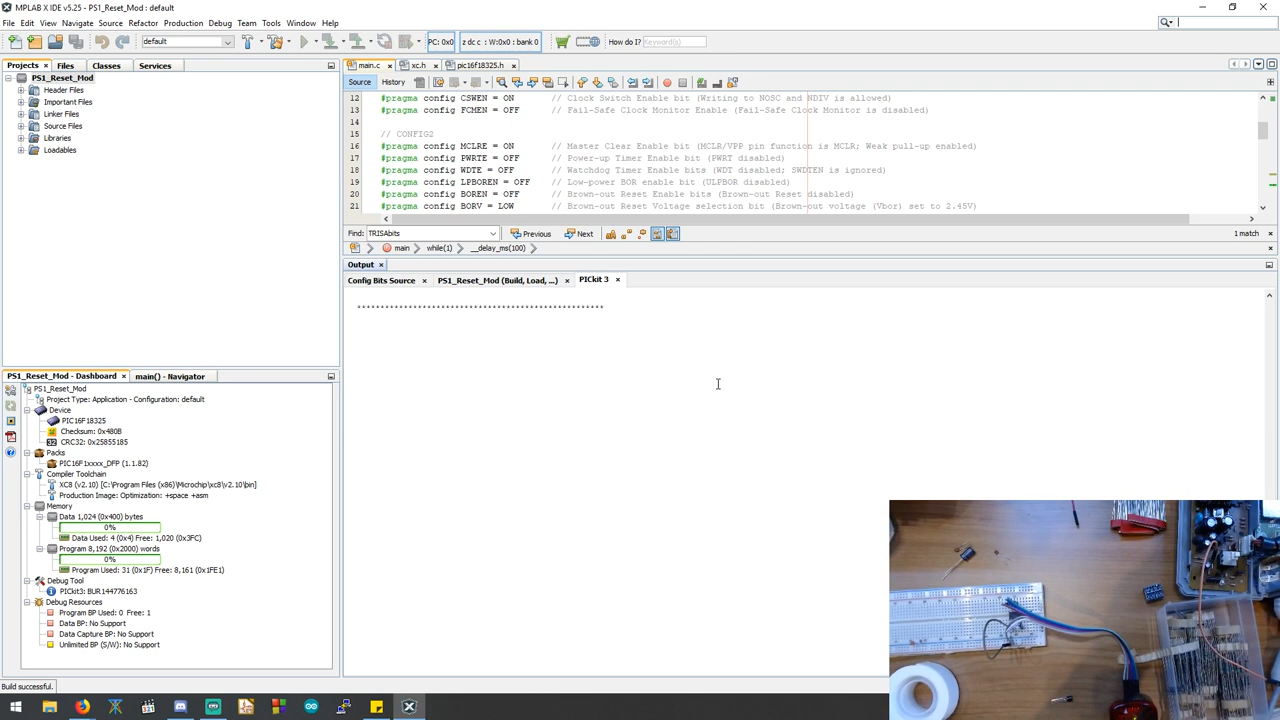 MPLAB X IDE v5.25 - PS1_Reset_Mod : default
File Edit View Navigate Source Refactor Production Debug Team Tools Window Help
default PC: 0x0 z dc c : W:0x0 : bank 0 How do I? Keyword(s)
Projects Files Classes Services
PS1_Reset_Mod
Header Files
Important Files
Linker Files
Source Files
Libraries
Loadables
main.c xc.h pic16f18325.h
Source History
12 #pragma config CSWEN = ON // Clock Switch Enable bit (Writing to NOSC and NDIV is allowed)
13 #pragma config FCMEN = OFF // Fail-Safe Clock Monitor Enable (Fail-Safe Clock Monitor is disabled)
14
15 // CONFIG2
16 #pragma config MCLRE = ON // Master Clear Enable bit (MCLR/VPP pin function is MCLR; Weak pull-up enabled)
17 #pragma config PWRTE = OFF // Power-up Timer Enable bit (PWRT disabled)
18 #pragma config WDTE = OFF // Watchdog Timer Enable bits (WDT disabled; SWDTEN is ignored)
19 #pragma config LPBOREN = OFF // Low-power BOR enable bit (ULPBOR disabled)
20 #pragma config BOREN = OFF // Brown-out Reset Enable bits (Brown-out Reset disabled)
21 #pragma config BORV = LOW // Brown-out Reset Voltage selection bit (Brown-out voltage (Vbor) set to 2.45V)
Find: TRISAbits Previous Next 1 match
main while(1) __delay_ms(100)
Output
Config Bits Source PS1_Reset_Mod (Build, Load, ...) PICkit 3
*****************************************************
PS1_Reset_Mod - Dashboard main() - Navigator
PS1_Reset_Mod
Project Type: Application - Configuration: default
Device
PIC16F18325
Checksum: 0x480B
CRC32: 0x25855185
Packs
PIC16F1xxxx_DFP (1.1.82)
Compiler Toolchain
XC8 (v2.10) [C:\Program Files (x86)\Microchip\xc8\v2.10\bin]
Production Image: Optimization: +space +asm
Memory
Data 1,024 (0x400) bytes
0%
Data Used: 4 (0x4) Free: 1,020 (0x3FC)
Program 8,192 (0x2000) words
0%
Program Used: 31 (0x1F) Free: 8,161 (0x1FE1)
Debug Tool
PICkit3: BUR144776163
Debug Resources
Program BP Used: 0 Free: 1
Data BP: No Support
Data Capture BP: No Support
Unlimited BP (S/W): No Support
Build successful.